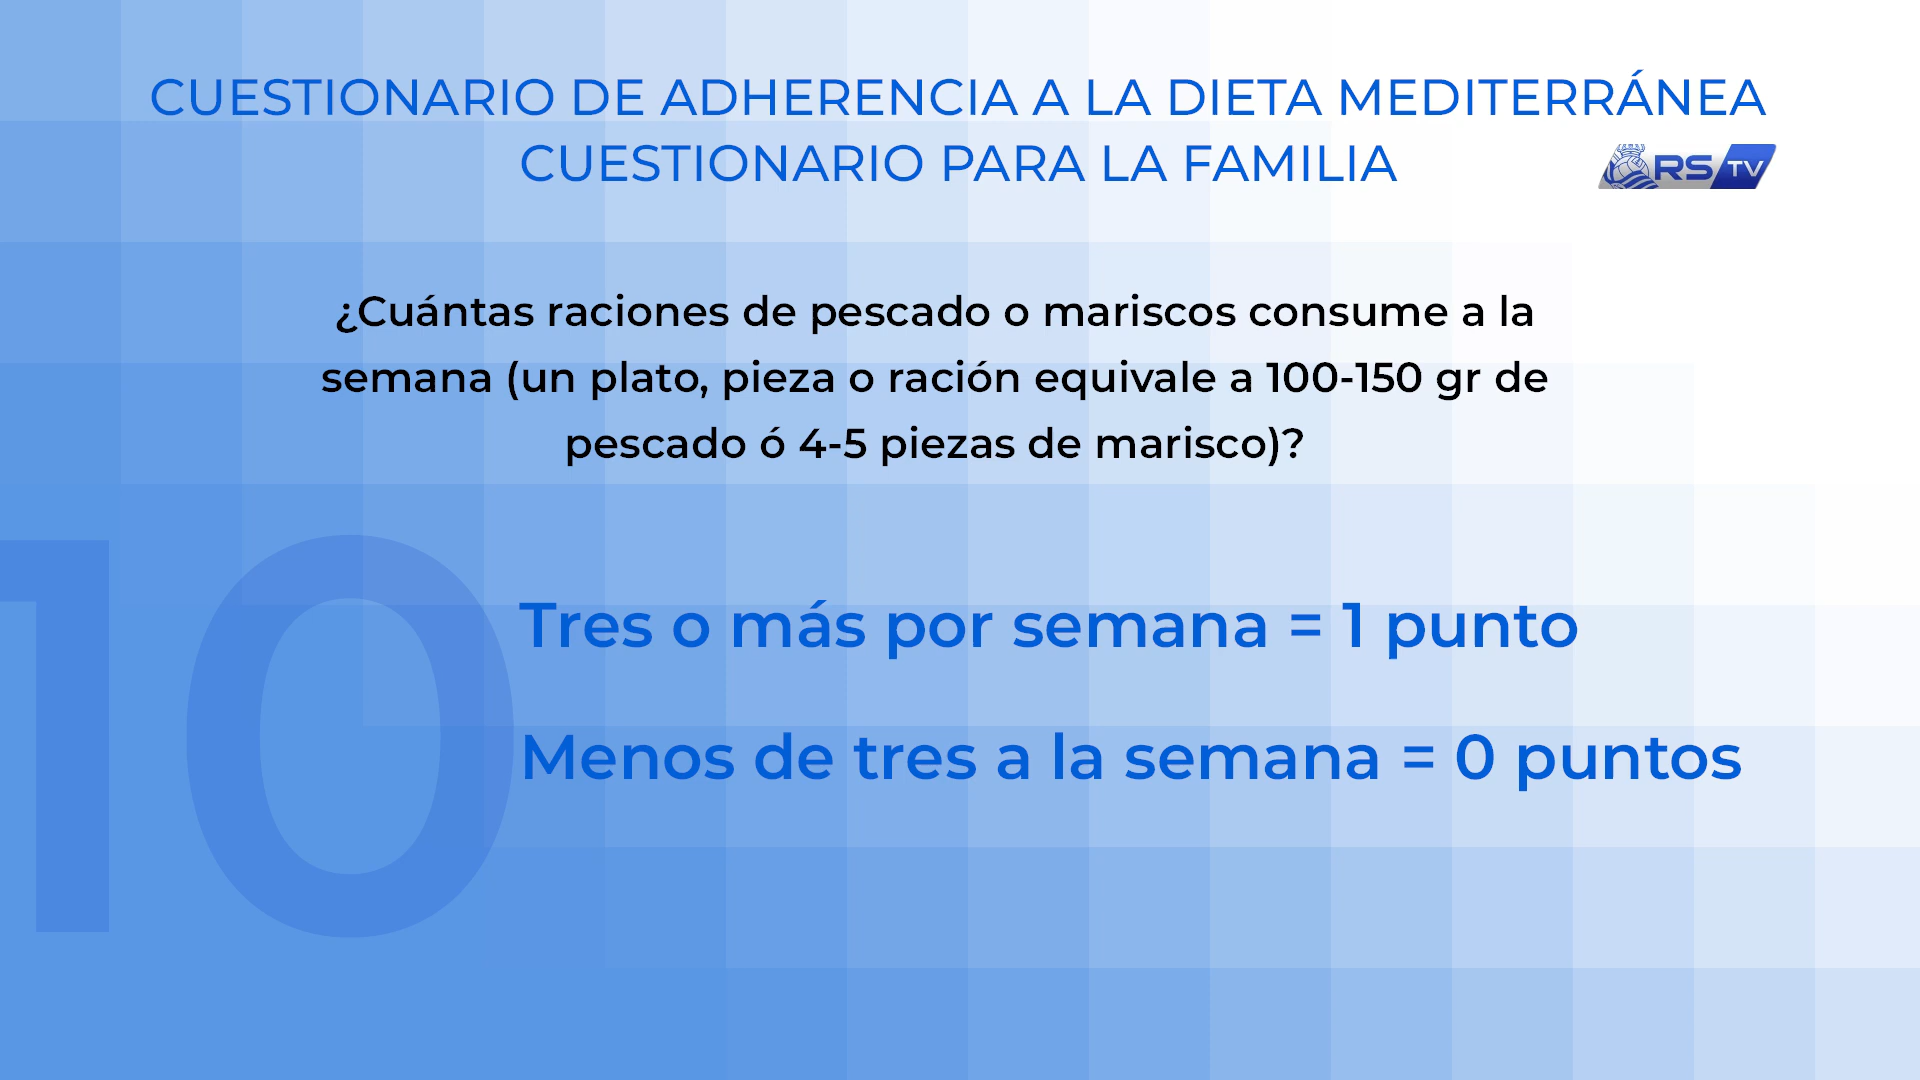 CUESTIONARIO DE ADHERENCIA A LA DIETA MEDITERRÁNEA
CUESTIONARIO PARA LA FAMILIA
RS TV
¿Cuántas raciones de pescado o mariscos consume a la
semana (un plato, pieza o ración equivale a 100-150 gr de
pescado ó 4-5 piezas de marisco)?
10
Tres o más por semana = 1 punto
Menos de tres a la semana = 0 puntos